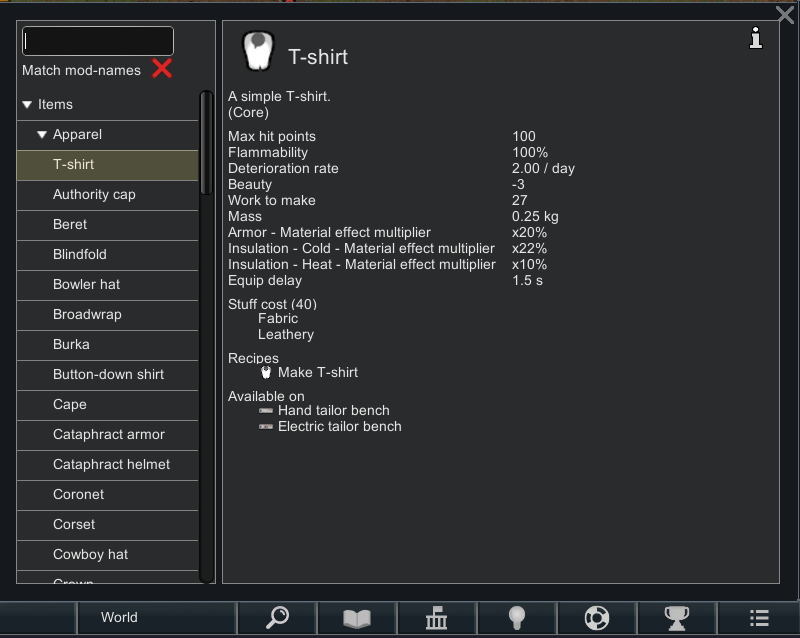 Match mod-names
Items
Apparel
T-shirt
Authority cap
Beret
Blindfold
Bowler hat
Broadwrap
Burka
Button-down shirt
Cape
Cataphract armor
Cataphract helmet
Coronet
Corset
Cowboy hat
Crown
T-shirt
A simple T-shirt.
(Core)
Max hit points 100
Flammability 100%
Deterioration rate 2.00 / day
Beauty -3
Work to make 27
Mass 0.25 kg
Armor - Material effect multiplier x20%
Insulation - Cold - Material effect multiplier x22%
Insulation - Heat - Material effect multiplier x10%
Equip delay 1.5 s
Stuff cost (40)
Fabric
Leathery
Recipes
Make T-shirt
Available on
Hand tailor bench
Electric tailor bench
World